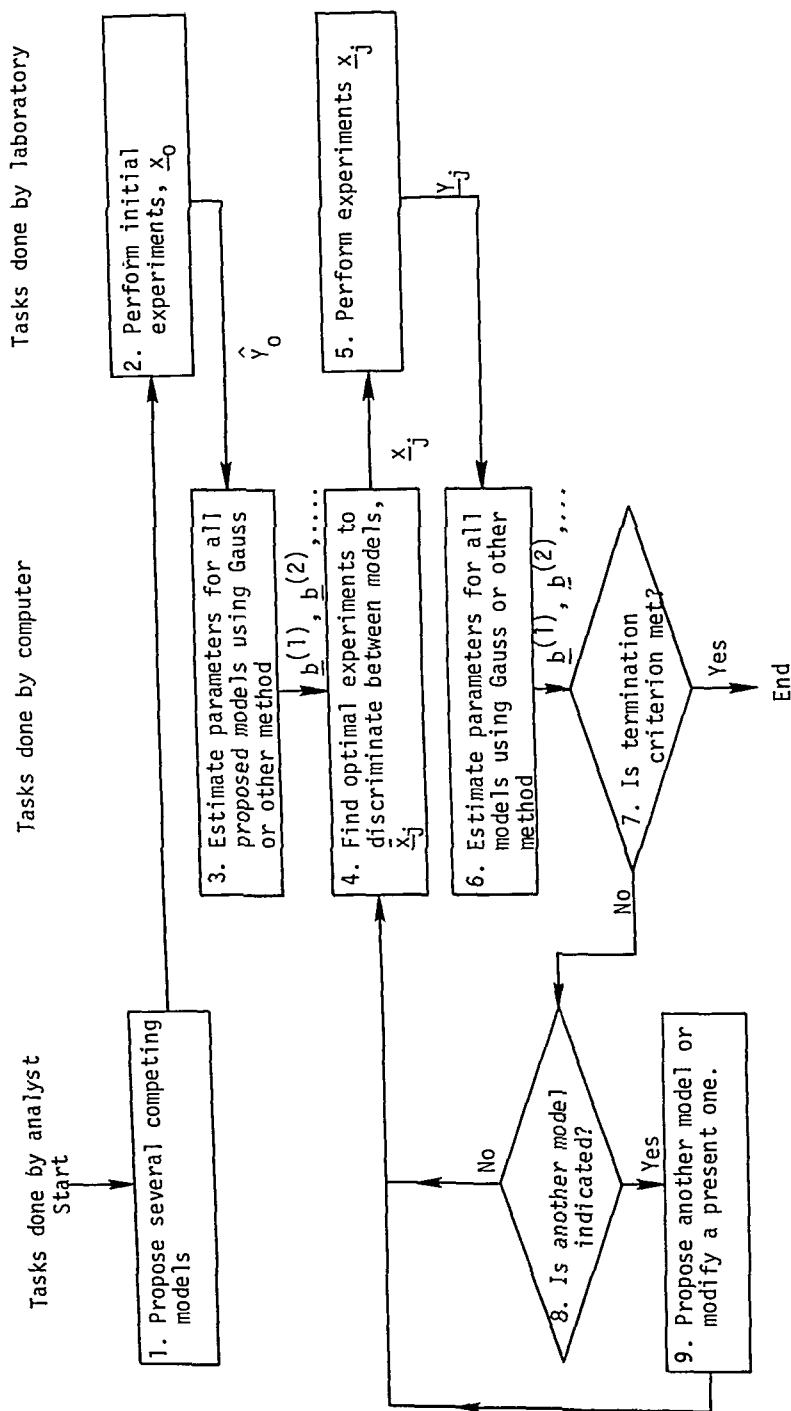 Tasks done by analyst
Tasks done by computer
Tasks done by laboratory
Start
1. Propose several competing
models
2. Perform initial
experiments, x_o
Ŷ_o
3. Estimate parameters for all
proposed models using Gauss
or other method
b^(1), b^(2),....
4. Find optimal experiments to
discriminate between models,
x_j
x_j
5. Perform experiments x_j
Y_j
6. Estimate parameters for all
models using Gauss or other
method
b^(1), b^(2),...
7. Is termination
criterion met?
Yes
End
No
8. Is another model
indicated?
No
Yes
9. Propose another model or
modify a present one.